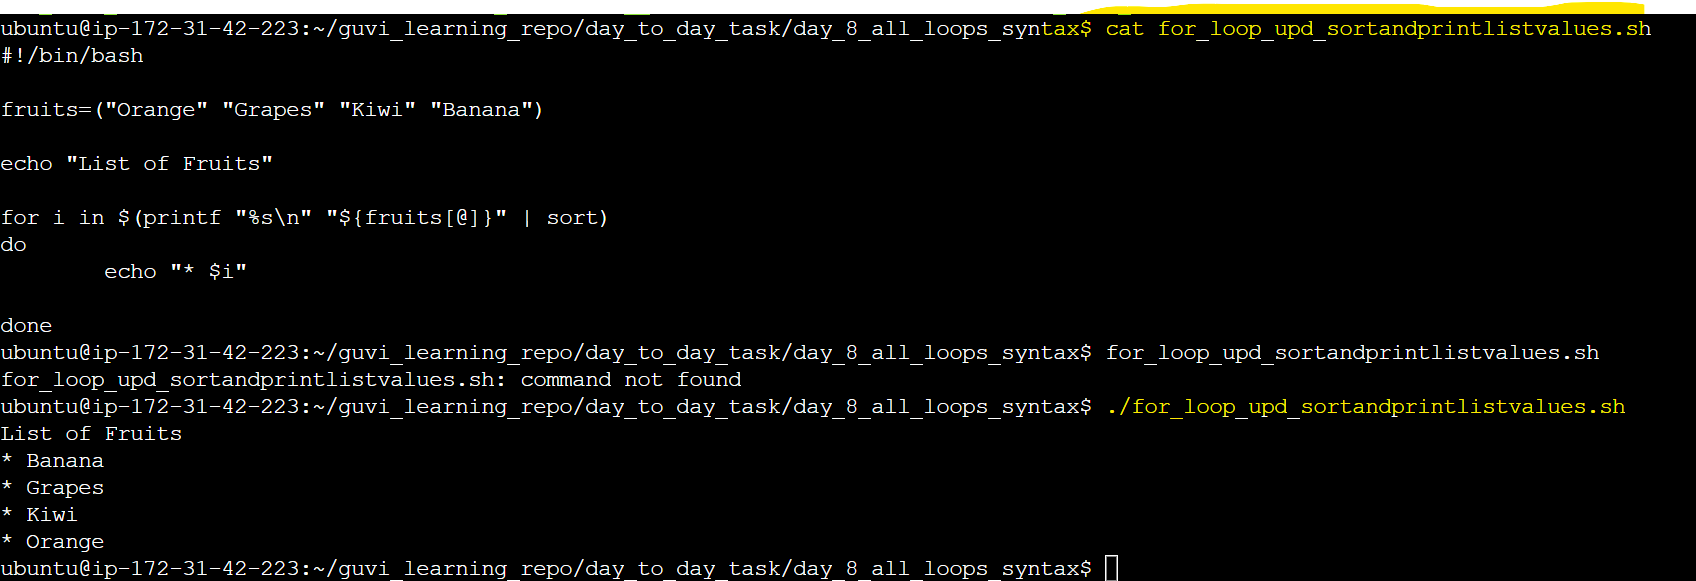 ubuntu@ip-172-31-42-223:~/guvi_learning_repo/day_to_day_task/day_8_all_loops_syntax$ cat for_loop_upd_sortandprintlistvalues.sh
#!/bin/bash
fruits=("Orange" "Grapes" "Kiwi" "Banana")
echo "List of Fruits"
for i in $(printf "%s\n" "${fruits[@]}" | sort)
do
echo "* $i"
done
ubuntu@ip-172-31-42-223:~/guvi_learning_repo/day_to_day_task/day_8_all_loops_syntax$ for_loop_upd_sortandprintlistvalues.sh
for_loop_upd_sortandprintlistvalues.sh: command not found
ubuntu@ip-172-31-42-223:~/guvi_learning_repo/day_to_day_task/day_8_all_loops_syntax$ ./for_loop_upd_sortandprintlistvalues.sh
List of Fruits
* Banana
* Grapes
* Kiwi
* Orange
ubuntu@ip-172-31-42-223:~/guvi_learning_repo/day_to_day_task/day_8_all_loops_syntax$